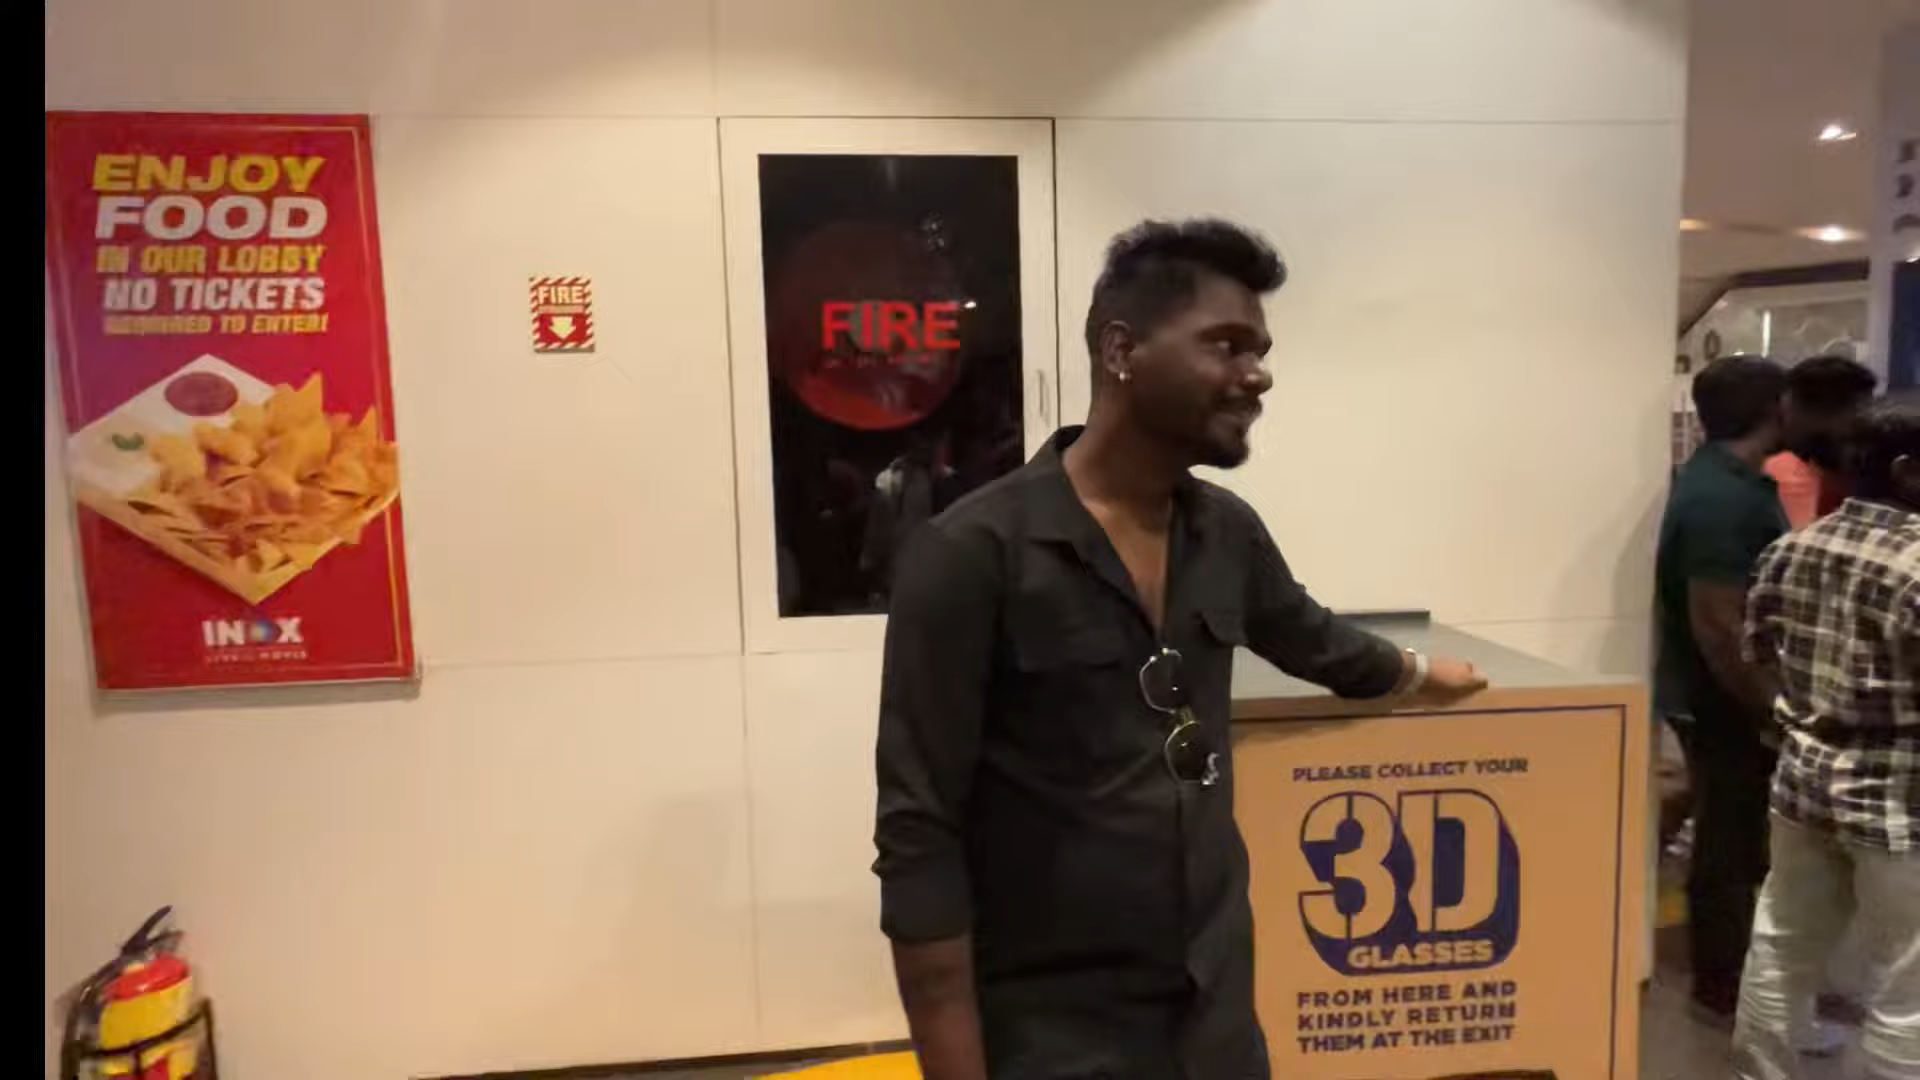 ENJOY
FOOD
IN OUR LOBBY
NO TICKETS
REQUIRED TO ENTER!
INOX
FIRE
FIRE
PLEASE COLLECT YOUR
3D
GLASSES
FROM HERE AND
KINDLY RETURN
THEM AT THE EXIT